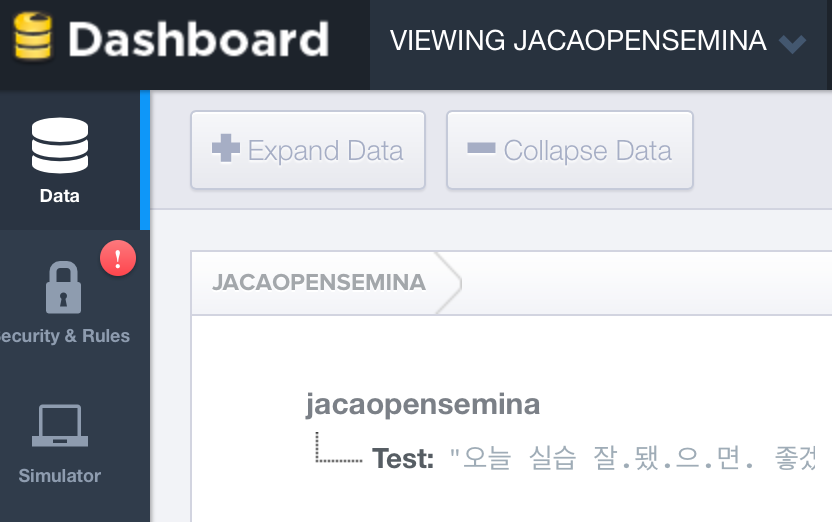 Dashboard
VIEWING JACAOPENSEMINA
Data
Expand Data
Collapse Data
ecurity & Rules
JACAOPENSEMINA
jacaopensemina
Simulator
Test: "오늘 실습 잘.됐.으.면. 좋겠